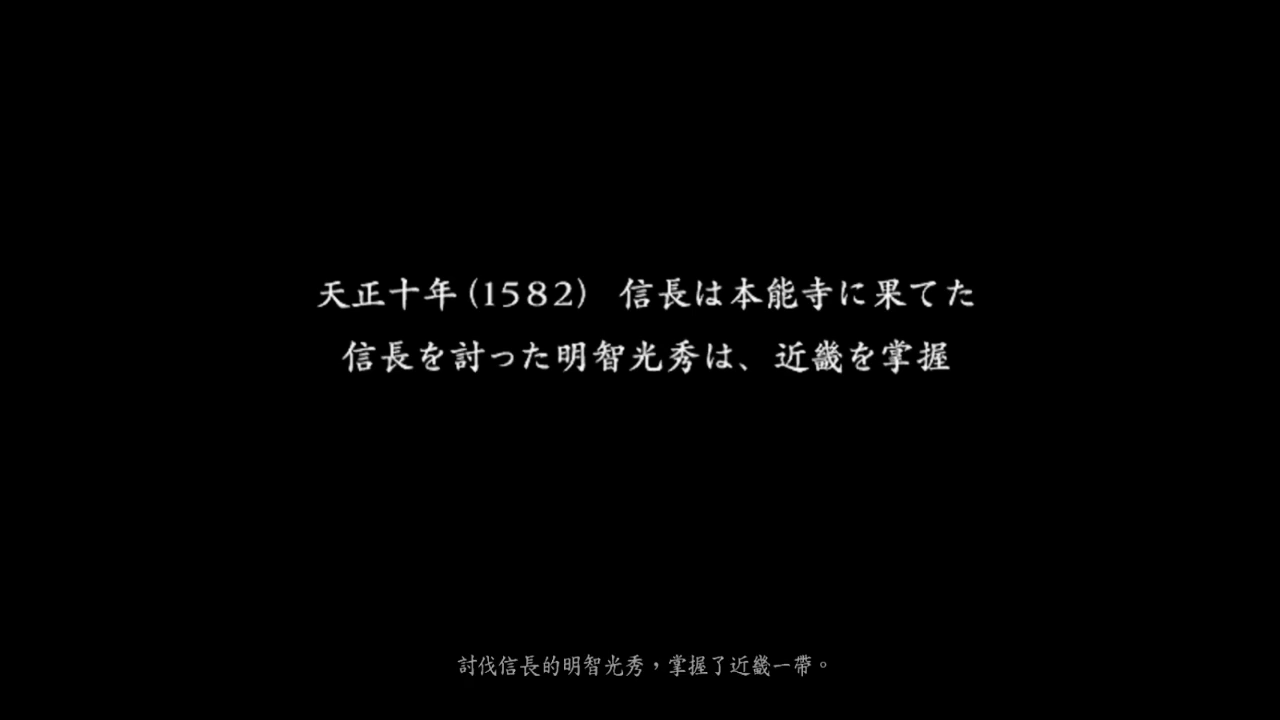 天正十年(1582)　信長は本能寺に果てた
信長を討った明智光秀は、近畿を掌握
討伐信長的明智光秀，掌握了近畿一帶。